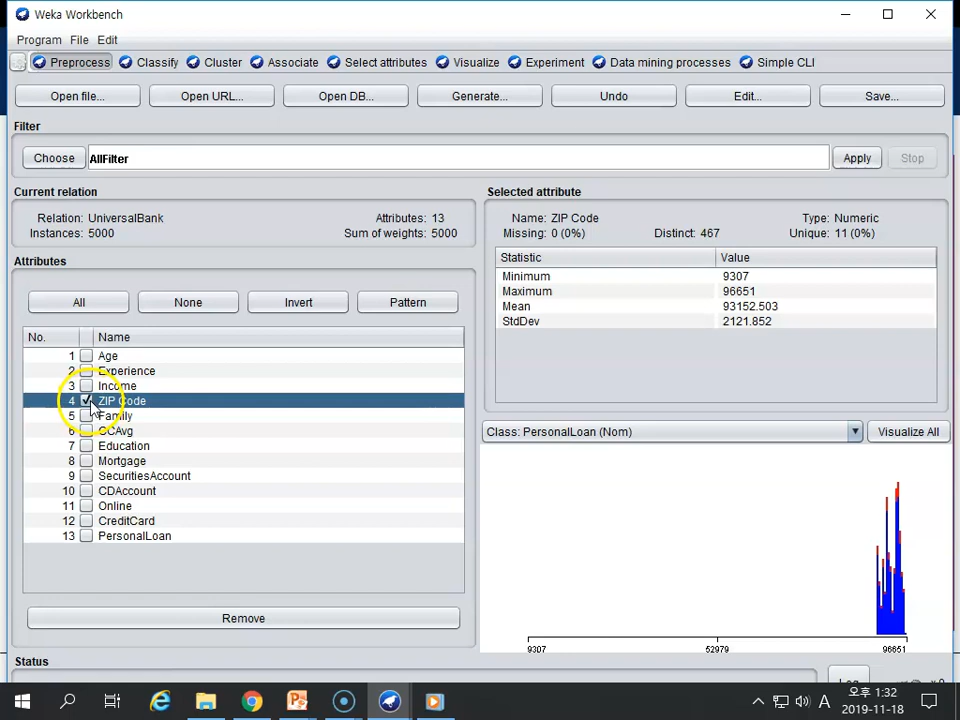 Weka Workbench
Program File Edit
Preprocess Classify Cluster Associate Select attributes Visualize Experiment Data mining processes Simple CLI
Open file... Open URL... Open DB... Generate... Undo Edit... Save...
Filter
Choose AllFilter Apply Stop
Current relation
Relation: UniversalBank Attributes: 13
Instances: 5000 Sum of weights: 5000
Selected attribute
Name: ZIP Code Type: Numeric
Missing: 0 (0%) Distinct: 467 Unique: 11 (0%)
Statistic Value
Minimum 9307
Maximum 96651
Mean 93152.503
StdDev 2121.852
Attributes
All None Invert Pattern
No. Name
1 Age
2 Experience
3 Income
4 ZIP Code
5 Family
6 CCAvg
7 Education
8 Mortgage
9 SecuritiesAccount
10 CDAccount
11 Online
12 CreditCard
13 PersonalLoan
Remove
Class: PersonalLoan (Nom) Visualize All
9307 52979 96651
Status
Log x 0
A 오후 1:32
2019-11-18